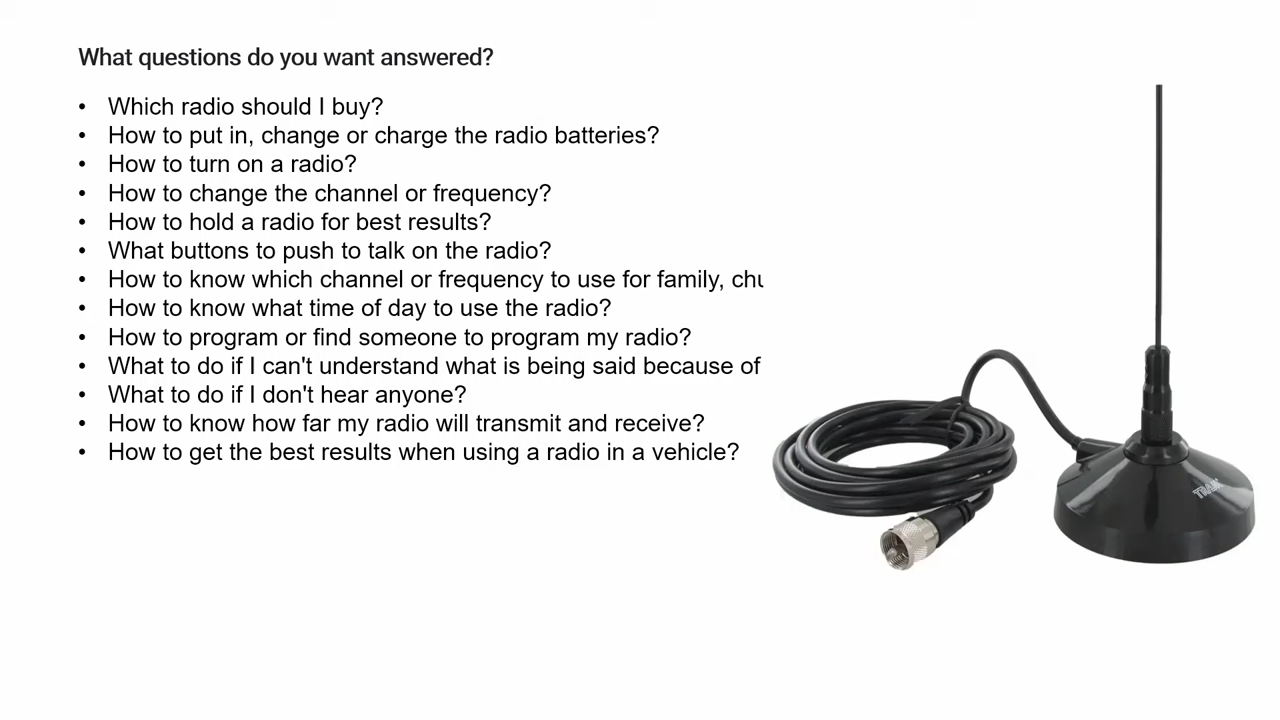 What questions do you want answered?
• Which radio should I buy?
• How to put in, change or charge the radio batteries?
• How to turn on a radio?
• How to change the channel or frequency?
• How to hold a radio for best results?
• What buttons to push to talk on the radio?
• How to know which channel or frequency to use for family,
• How to know what time of day to use the radio?
• How to program or find someone to program my radio?
• What to do if I can't understand what is being said because of
• What to do if I don't hear anyone?
• How to know how far my radio will transmit and receive?
• How to get the best results when using a radio in a vehicle?